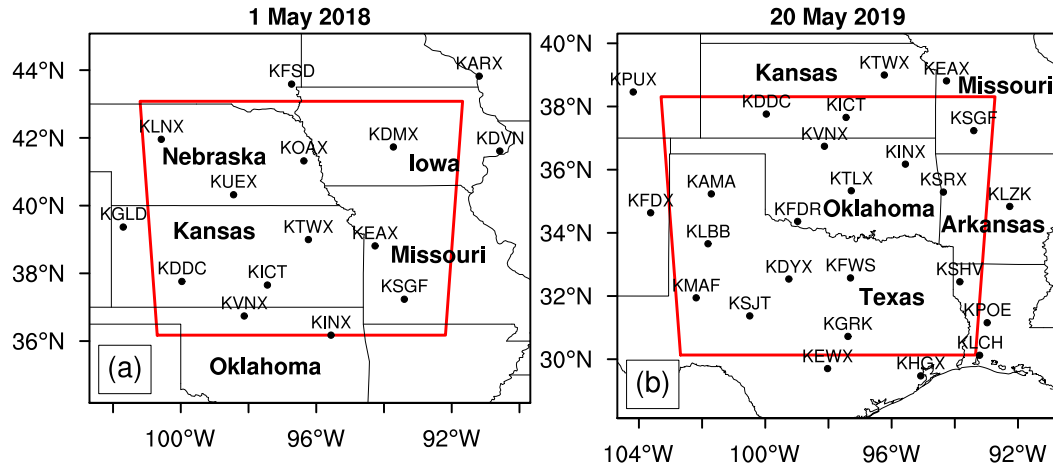 1 May 2018
44°N
42°N
40°N
38°N
36°N
KFSD
KARX
KLNX
KDMX
KDVN
Nebraska
KOAX
Iowa
KUEX
KGLD
Kansas
KTWX
KEAX
Missouri
KDDC
KICT
KSGF
KVNX
KINX
Oklahoma
(a)
100°W
96°W
92°W
20 May 2019
40°N
38°N
36°N
34°N
32°N
30°N
KPUX
Kansas
KTWX
KEAX
Missouri
KDDC
KICT
KSGF
KVNX
KINX
KAMA
KTLX
KSRX
KLZK
KFDX
KFDR
Oklahoma
Arkansas
KLBB
KDYX
KFWS
KSHV
KMAF
KSJT
Texas
KPOE
KGRK
KLCH
KEWX
KHGX
(b)
104°W
100°W
96°W
92°W